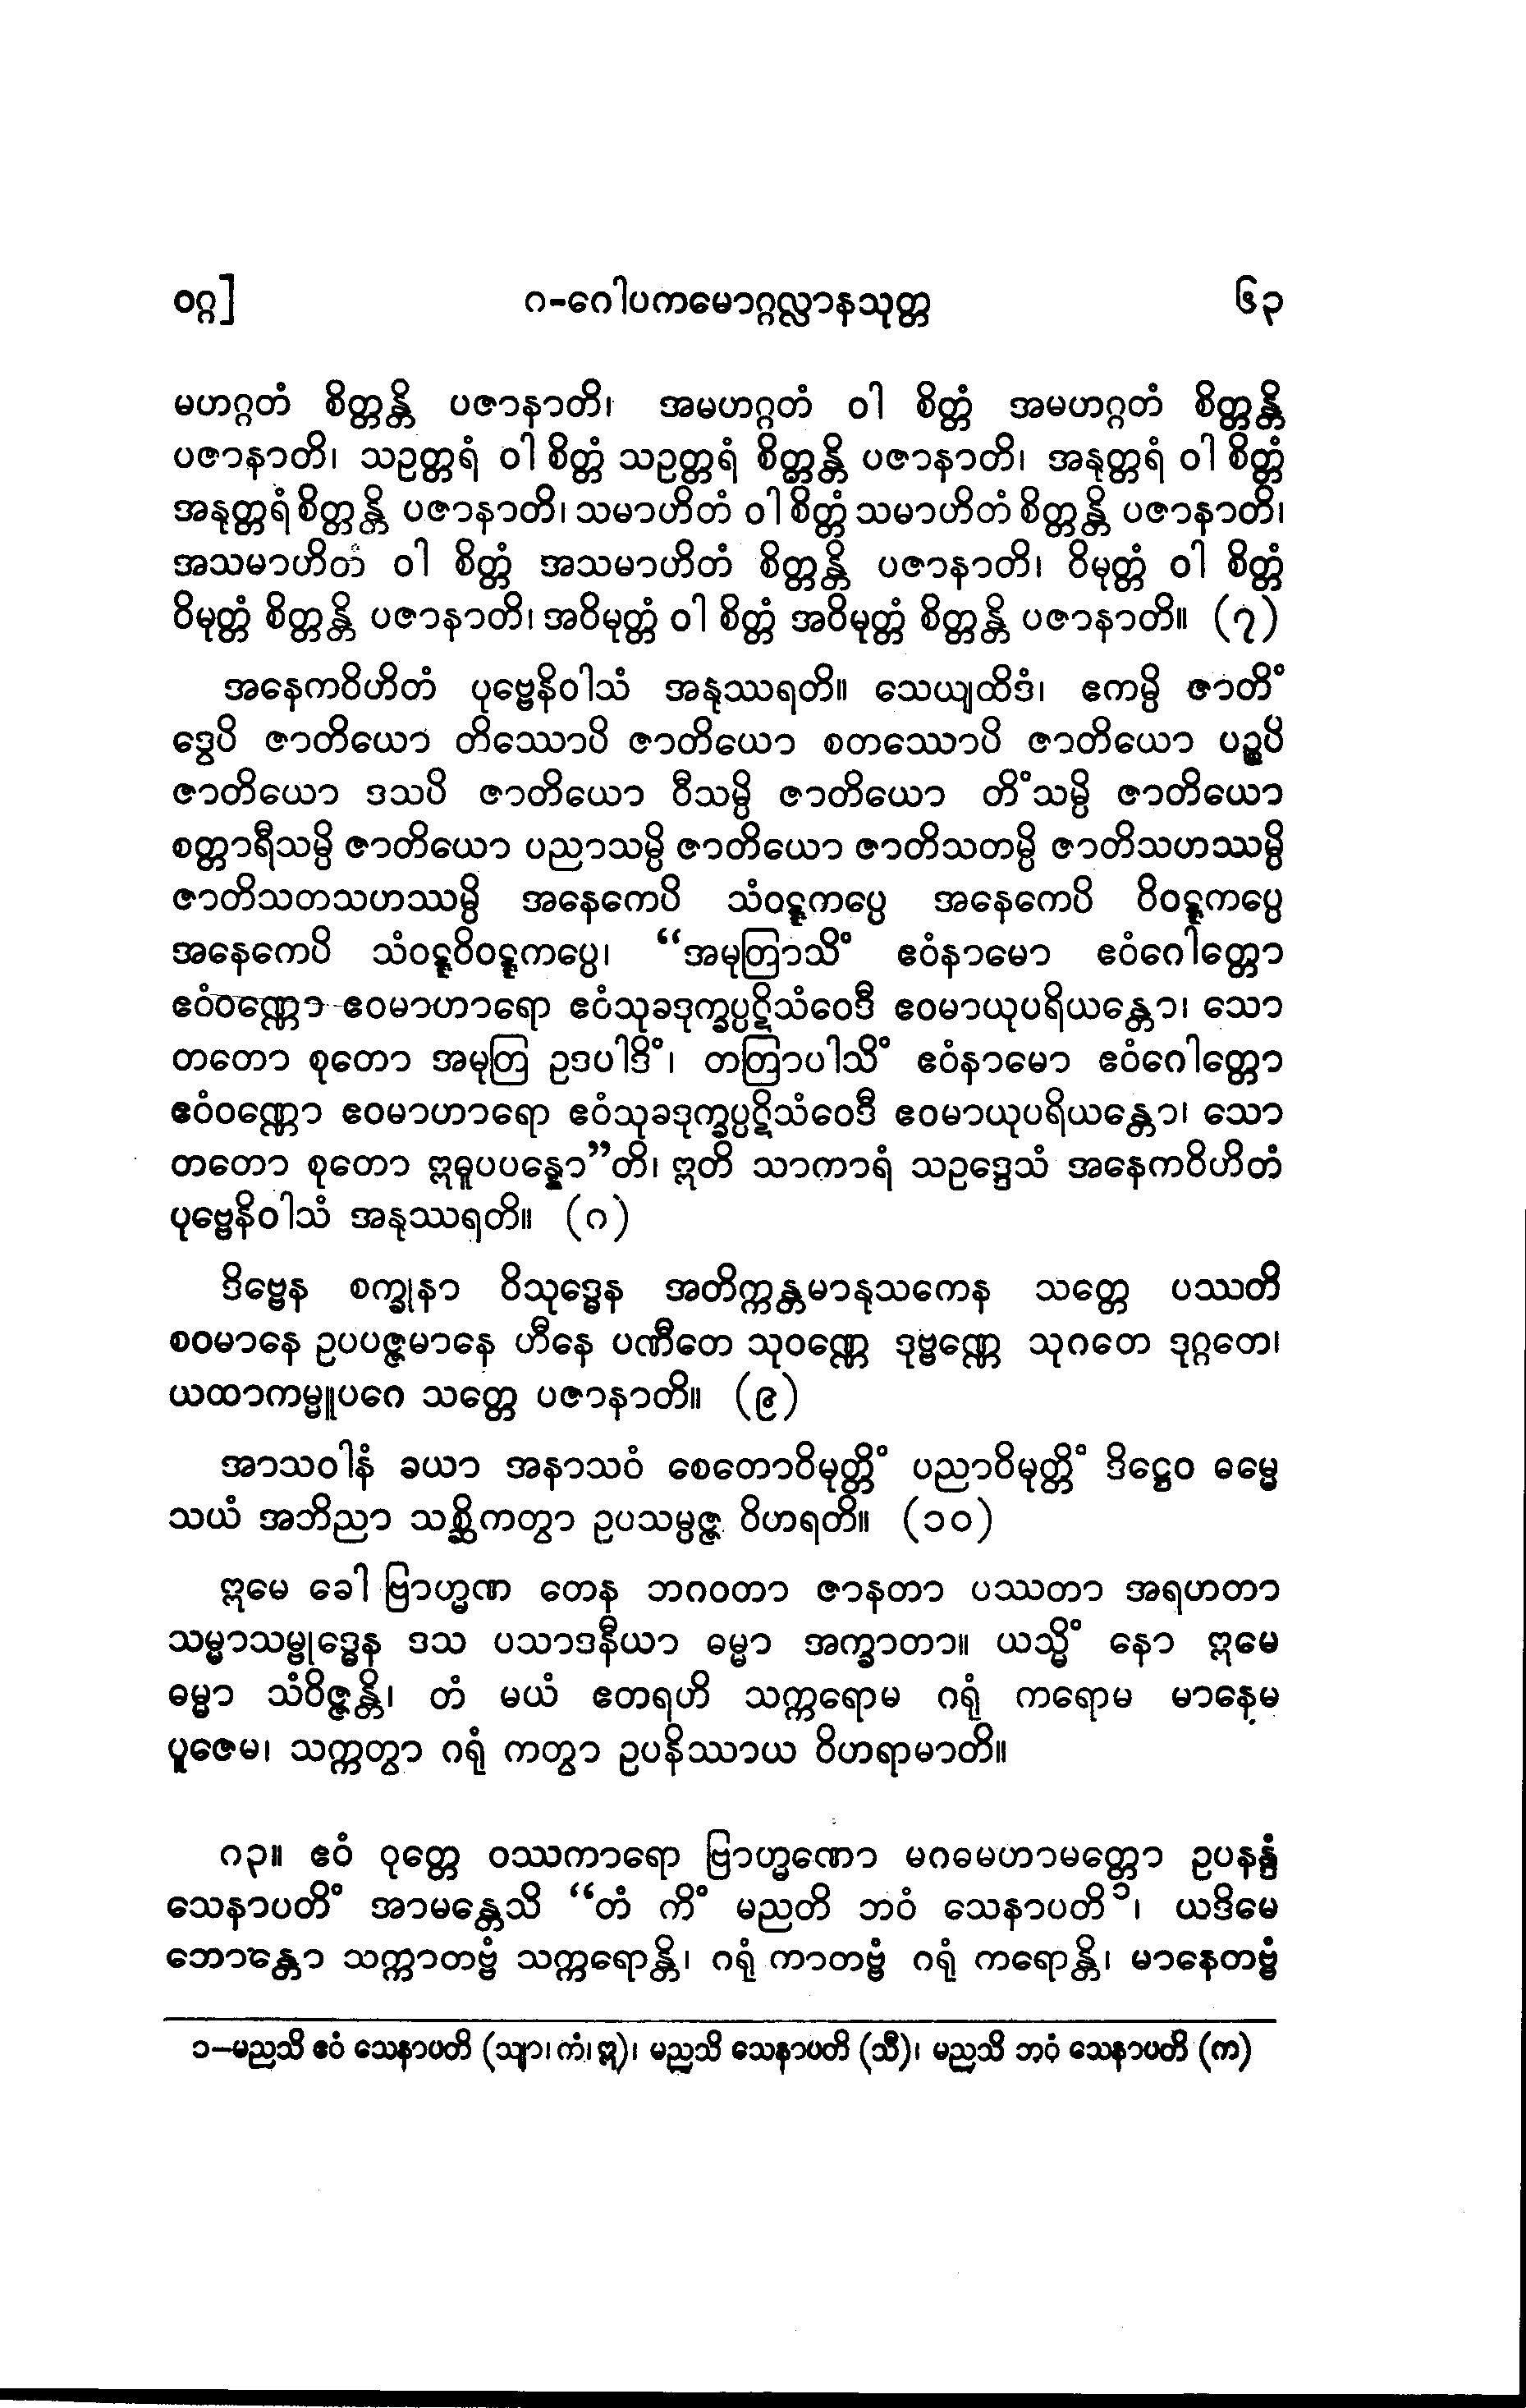 ဝဂ္ဂ] ၈-ဂေါပကမောဂ္ဂလ္လာနသုတ္တ ၆၃
မဟဂ္ဂတံ စိတ္တန္တိ ပဇာနာတိ၊ အမဟဂ္ဂတံ ဝါ စိတ္တံ အမဟဂ္ဂတံ စိတ္တန္တိ
ပဇာနာတိ၊ သဥတ္တရံ ဝါ စိတ္တံ သဥတ္တရံ စိတ္တန္တိ ပဇာနာတိ၊ အနုတ္တရံ ဝါ စိတ္တံ
အနုတ္တရံစိတ္တန္တိ ပဇာနာတိ၊ သမာဟိတံ ဝါ စိတ္တံ သမာဟိတံ စိတ္တန္တိ ပဇာနာတိ၊
အသမာဟိတံ ဝါ စိတ္တံ အသမာဟိတံ စိတ္တန္တိ ပဇာနာတိ၊ ဝိမုတ္တံ ဝါ စိတ္တံ
ဝိမုတ္တံ စိတ္တန္တိ ပဇာနာတိ၊ အဝိမုတ္တံ ဝါ စိတ္တံ အဝိမုတ္တံ စိတ္တန္တိ ပဇာနာတိ။ (၇)
အနေကဝိဟိတံ ပုဗ္ဗေနိဝါသံ အနုဿရတိ။ သေယျထိဒံ၊ ဧကမ္ပိ ဇာတိံ
ဒွေပိ ဇာတိယော တိဿောပိ ဇာတိယော စတဿောပိ ဇာတိယော ပဉ္စပိ
ဇာတိယော ဒသပိ ဇာတိယော ဝီသမ္ပိ ဇာတိယော တိံသမ္ပိ ဇာတိယော
စတ္တာရီသမ္ပိ ဇာတိယော ပညာသမ္ပိ ဇာတိယော ဇာတိသတမ္ပိ ဇာတိသဟဿမ္ပိ
ဇာတိသတသဟဿမ္ပိ အနေကေပိ သံဝဋ္ဋကပ္ပေ အနေကေပိ ဝိဝဋ္ဋကပ္ပေ
အနေကေပိ သံဝဋ္ဋဝိဝဋ္ဋကပ္ပေ၊ “အမုတြာသိံ ဧဝံနာမော ဧဝံဂေါတ္တော
ဧဝံဝဏ္ဏော ဧဝမာဟာရော ဧဝံသုခဒုက္ခပ္ပဋိသံဝေဒီ ဧဝမာယုပရိယန္တော၊ သော
တတော စုတော အမုတြ ဥဒပါဒိံ၊ တတြာပါသိံ ဧဝံနာမော ဧဝံဂေါတ္တော
ဧဝံဝဏ္ဏော ဧဝမာဟာရော ဧဝံသုခဒုက္ခပ္ပဋိသံဝေဒီ ဧဝမာယုပရိယန္တော၊ သော
တတော စုတော ဣဓူပပန္နော”တိ၊ ဣတိ သာကာရံ သဥဒ္ဒေသံ အနေကဝိဟိတံ
ပုဗ္ဗေနိဝါသံ အနုဿရတိ။ (၈)
ဒိဗ္ဗေန စက္ခုနာ ဝိသုဒ္ဓေန အတိက္ကန္တမာနုသကေန သတ္တေ ပဿတိ
စဝမာနေ ဥပပဇ္ဇမာနေ ဟီနေ ပဏီတေ သုဝဏ္ဏေ ဒုဗ္ဗဏ္ဏေ သုဂတေ ဒုဂ္ဂတေ၊
ယထာကမ္မူပဂေ သတ္တေ ပဇာနာတိ။ (၉)
အာသဝါနံ ခယာ အနာသဝံ စေတောဝိမုတ္တိံ ပညာဝိမုတ္တိံ ဒိဋ္ဌေဝ ဓမ္မေ
သယံ အဘိညာ သစ္ဆိကတွာ ဥပသမ္ပဇ္ဇ ဝိဟရတိ။ (၁၀)
ဣမေ ခေါ ဗြာဟ္မဏ တေန ဘဂဝတာ ဇာနတာ ပဿတာ အရဟတာ
သမ္မာသမ္ဗုဒ္ဓေန ဒသ ပသာဒနီယာ ဓမ္မာ အက္ခာတာ။ ယသ္မိံ နော ဣမေ
ဓမ္မာ သံဝိဇ္ဇန္တိ၊ တံ မယံ ဧတရဟိ သက္ကရောမ ဂရုံ ကရောမ မာနေမ
ပူဇေမ၊ သက္ကတွာ ဂရုံ ကတွာ ဥပနိဿာယ ဝိဟရာမာတိ။
၈၃။ ဧဝံ ဝုတ္တေ ဝဿကာရော ဗြာဟ္မဏော မဂဓမဟာမတ္တော ဥပနန္ဒံ
သေနာပတိံ အာမန္တေသိ “တံ ကိံ မညတိ ဘဝံ သေနာပတိ၁၊ ယဒိမေ
ဘောန္တော သက္ကာတဗ္ဗံ သက္ကရောန္တိ၊ ဂရုံ ကာတဗ္ဗံ ဂရုံ ကရောန္တိ၊ မာနေတဗ္ဗံ
၁–မညသိ ဧဝံ သေနာပတိ (သျာ၊ ကံ၊ ဣ)၊ မညသိ သေနာပတိ (သီ)၊ မညသိ ဘဝံ သေနာပတိ (က)